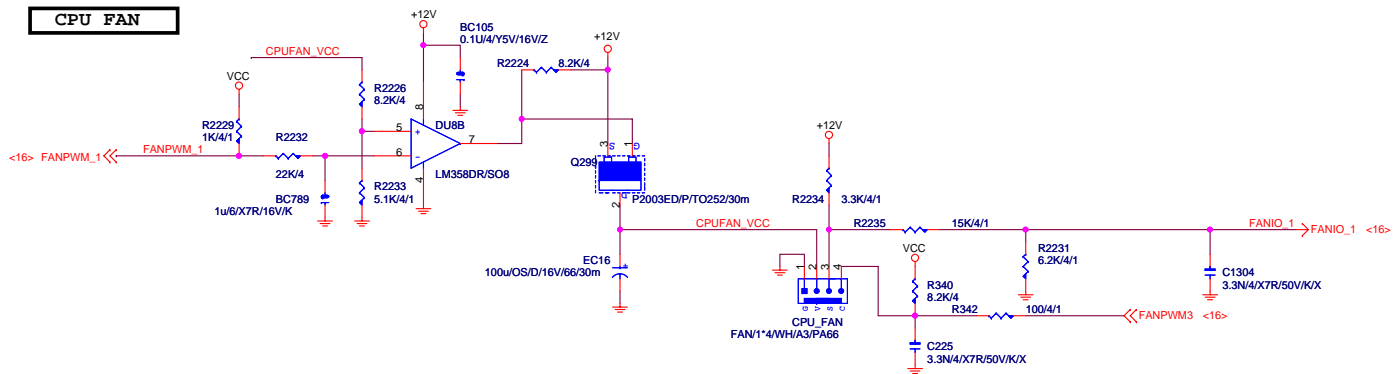 CPU FAN
+12V
BC105
0.1U/4/Y5V/16V/Z
+12V
CPUFAN_VCC
R2224
8.2K/4
VCC
R2226
8.2K/4
8
R2229
1K/4/1
R2232
DU8B
5
+
7
3
S
1
G
+12V
<16> FANPWM_1
FANPWM_1
6
-
Q299
22K/4
LM358DR/SO8
4
R2233
5.1K/4/1
BC789
1u/6/X7R/16V/K
D
P2003ED/P/TO252/30m
2
R2234
3.3K/4/1
CPUFAN_VCC
R2235
15K/4/1
FANIO_1
FANIO_1 <16>
EC16
+
100u/OS/D/16V/66/30m
1
2
3
4
VCC
R2231
6.2K/4/1
C1304
3.3N/4/X7R/50V/K/X
R340
8.2K/4
G
V
S
C
R342
100/4/1
FANPWM3 <16>
CPU_FAN
FAN/1*4/WH/A3/PA66
C225
3.3N/4/X7R/50V/K/X